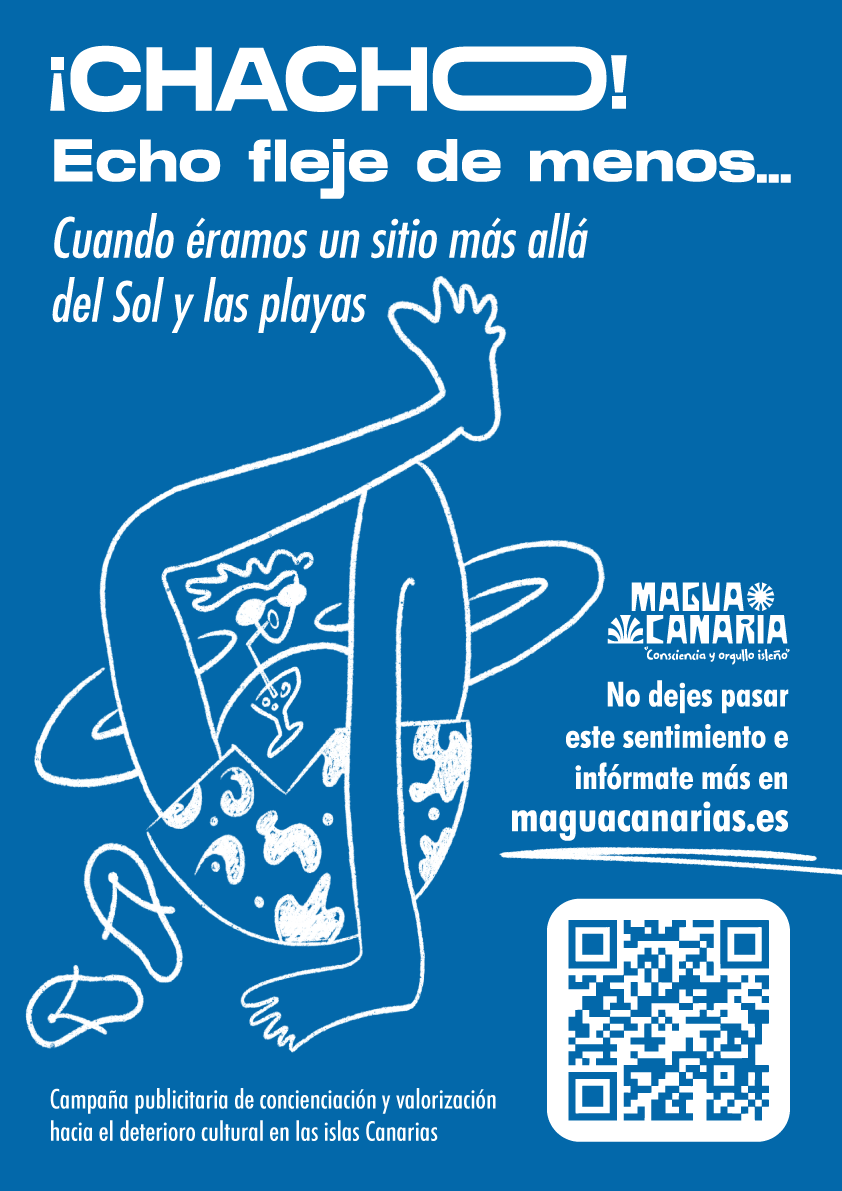 ¡CHACHO!
Echo fleje de menos...
Cuando éramos un sitio más allá
del Sol y las playas
MAGUA
CANARIA
"Consciencia y orgullo isleño"
No dejes pasar
este sentimiento e
infórmate más en
maguacanarias.es
Campaña publicitaria de concienciación y valorización
hacia el deterioro cultural en las islas Canarias